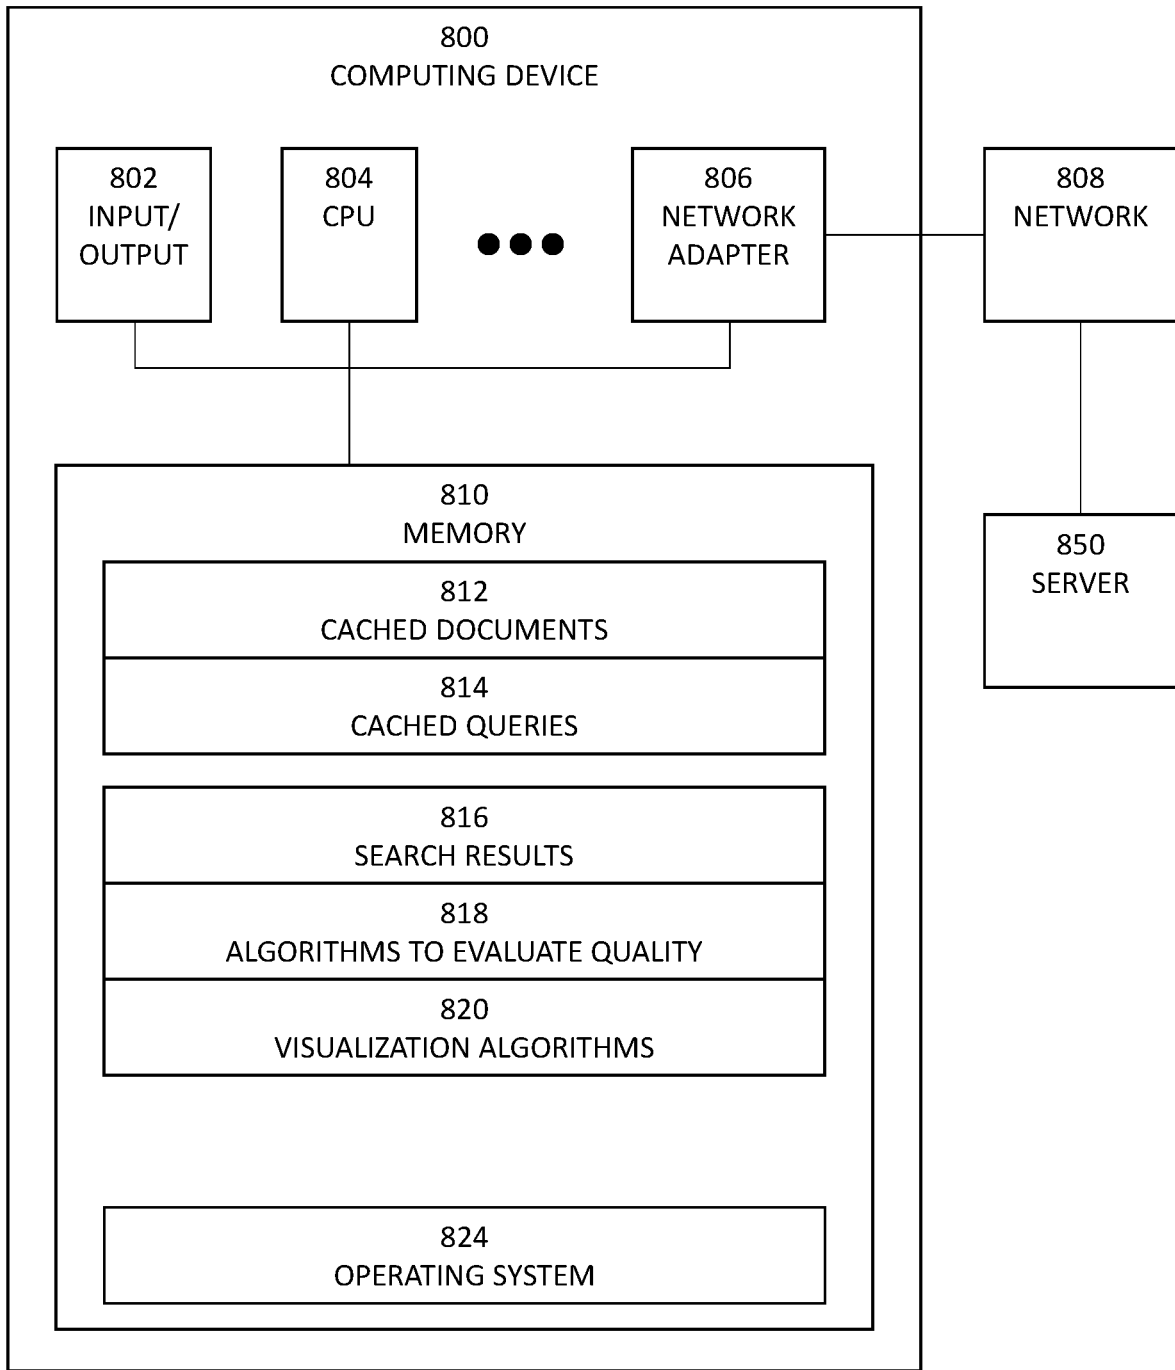 800
COMPUTING DEVICE
802
INPUT/
OUTPUT
804
CPU
806
NETWORK
ADAPTER
808
NETWORK
810
MEMORY
812
CACHED DOCUMENTS
814
CACHED QUERIES
816
SEARCH RESULTS
818
ALGORITHMS TO EVALUATE QUALITY
820
VISUALIZATION ALGORITHMS
824
OPERATING SYSTEM
850
SERVER